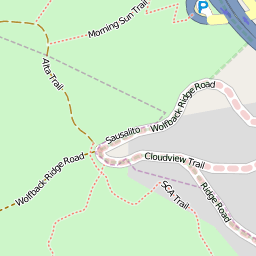 P
Morning Sun Trail
Alta Trail
Wolfback Ridge Road
Sausalito
Cloudview Trail
Wolfback Ridge Road
SCA Trail
Ridge Road